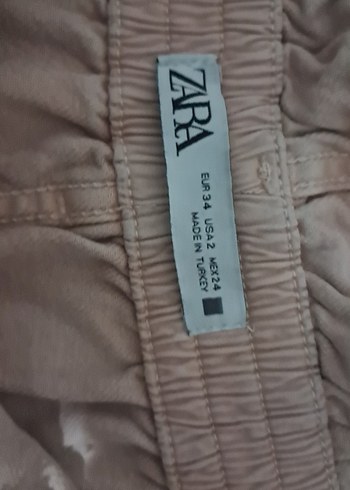 ZARA
EUR 34 USA 2 MEX 24
MADE IN TURKEY